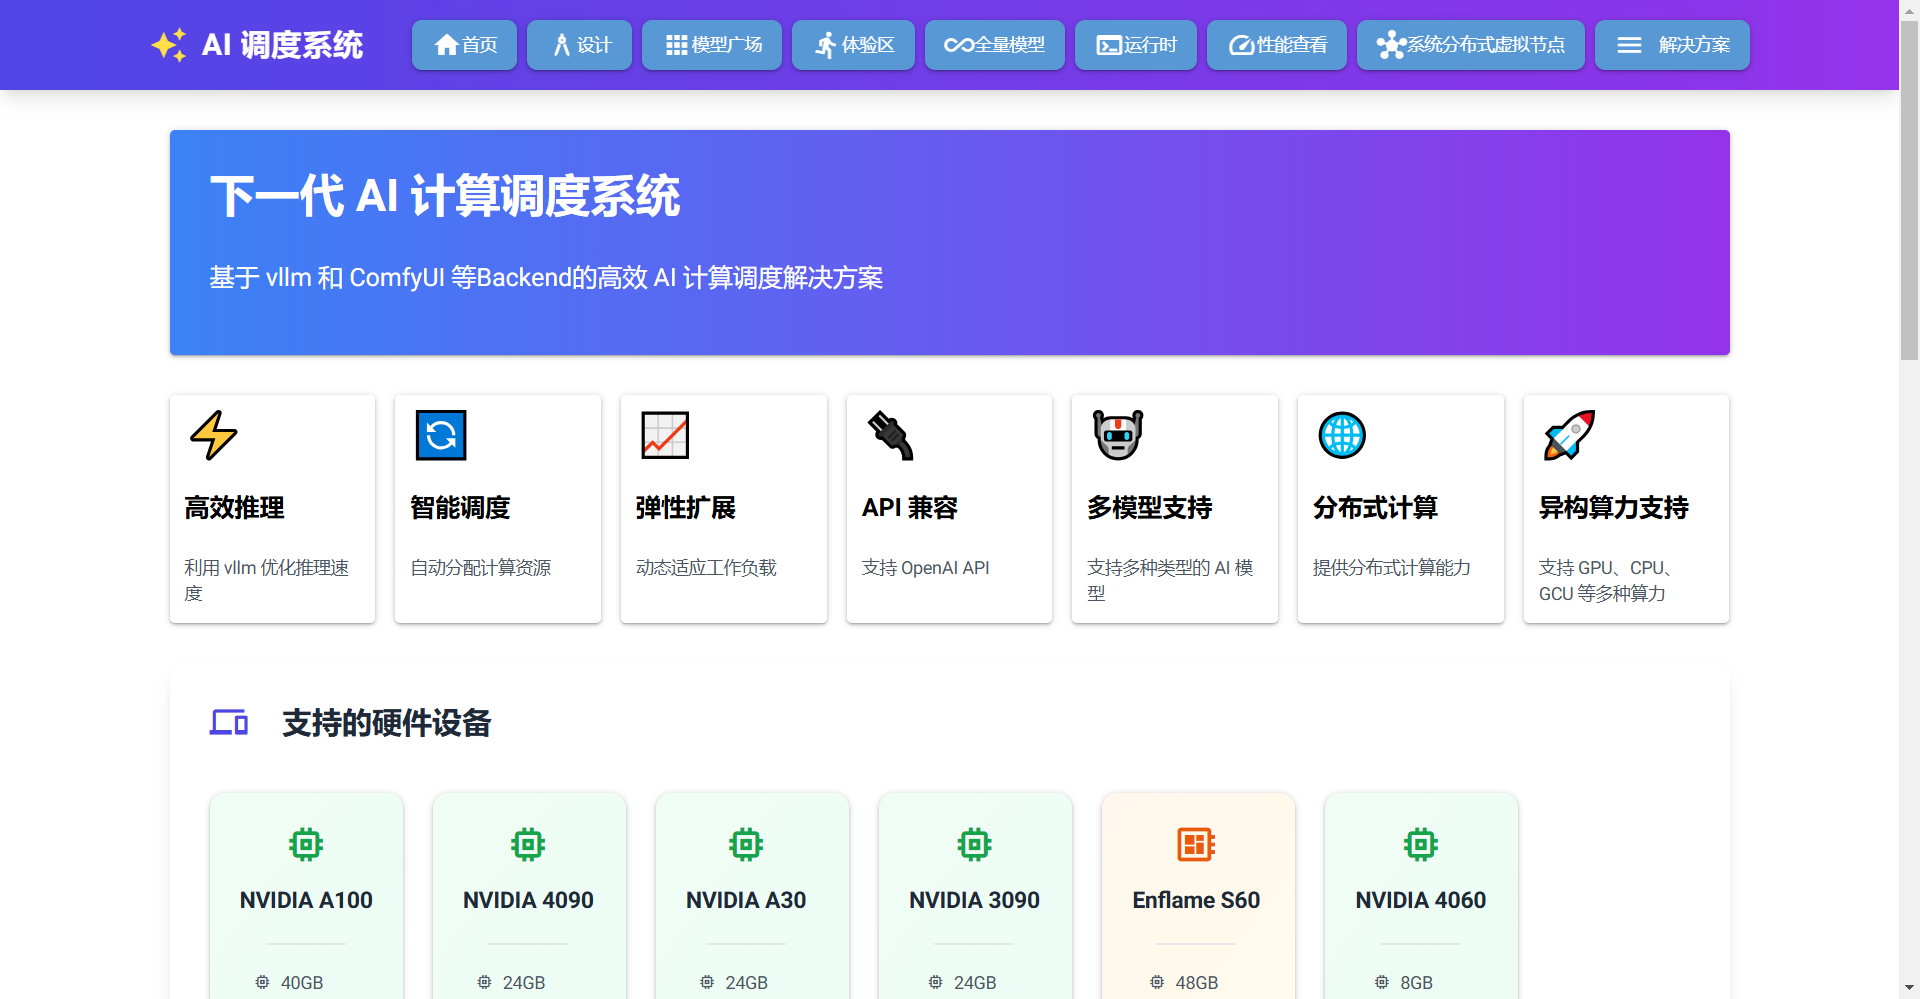 AI 调度系统
首页
设计
模型广场
体验区
全量模型
运行时
性能查看
系统分布式虚拟节点
解决方案
下一代 AI 计算调度系统
基于 vllm 和 ComfyUI 等Backend的高效 AI 计算调度解决方案
高效推理
利用 vllm 优化推理速
度
智能调度
自动分配计算资源
弹性扩展
动态适应工作负载
API 兼容
支持 OpenAI API
多模型支持
支持多种类型的 AI 模
型
分布式计算
提供分布式计算能力
异构算力支持
支持 GPU、CPU、
GCU 等多种算力
支持的硬件设备
NVIDIA A100
40GB
NVIDIA 4090
24GB
NVIDIA A30
24GB
NVIDIA 3090
24GB
Enflame S60
48GB
NVIDIA 4060
8GB